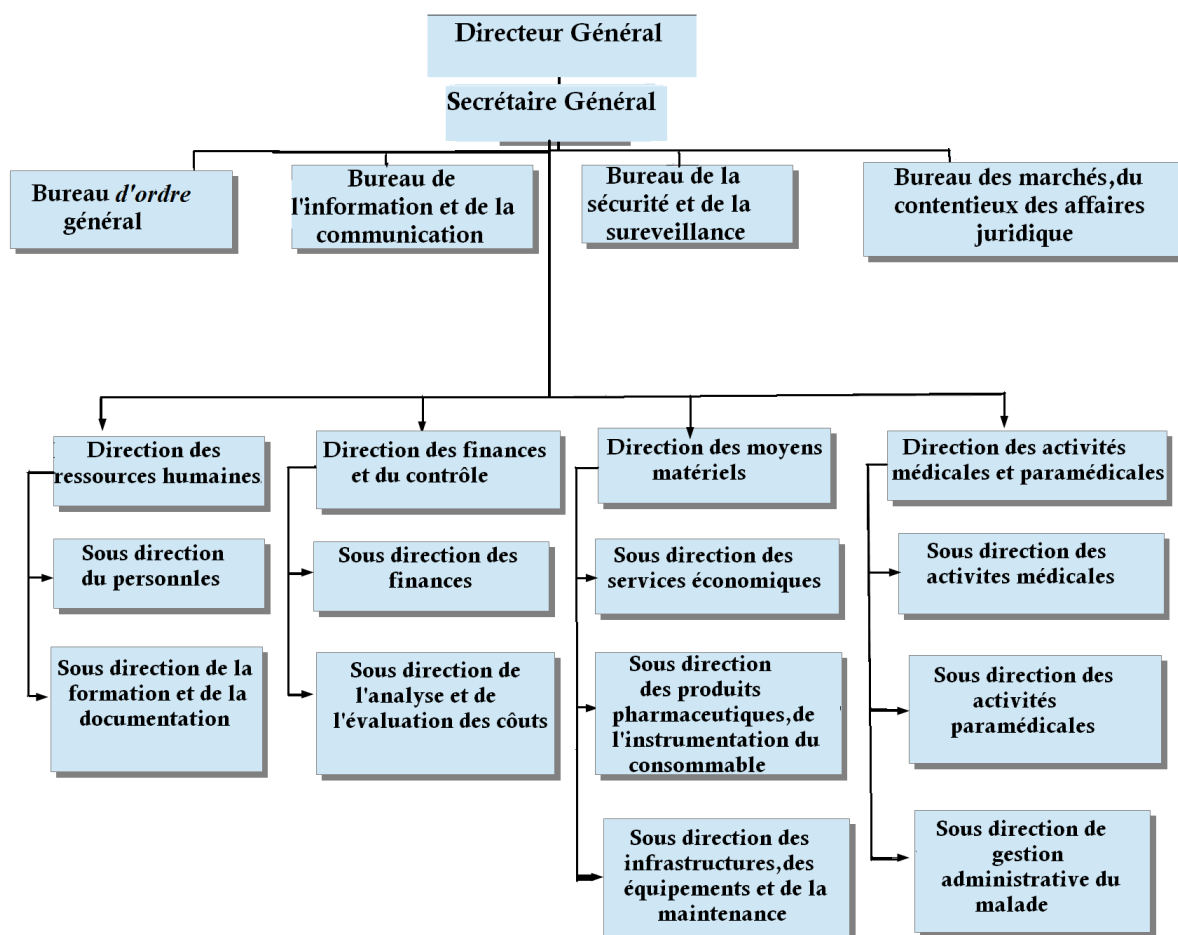 Directeur Général
Secrétaire Général
Bureau d'ordre
général
Bureau de
l'information et de la
communication
Bureau de la
sécurité et de la
sureveillance
Bureau des marchés,du
contentieux des affaires
juridique
Direction des
ressources humaines
Direction des finances
et du contrôle
Direction des moyens
matériels
Direction des activités
médicales et paramédicales
Sous direction
du personnles
Sous direction des
finances
Sous direction des
services économiques
Sous direction des
activites médicales
Sous direction de la
formation et de la
documentation
Sous direction de
l'analyse et de
l'évaluation des côuts
Sous direction
des produits
pharmaceutiques,de
l'instrumentation du
consommable
Sous direction des
activités
paramédicales
Sous direction des
infrastructures,des
équipements et de la
maintenance
Sous direction de
gestion
administrative du
malade